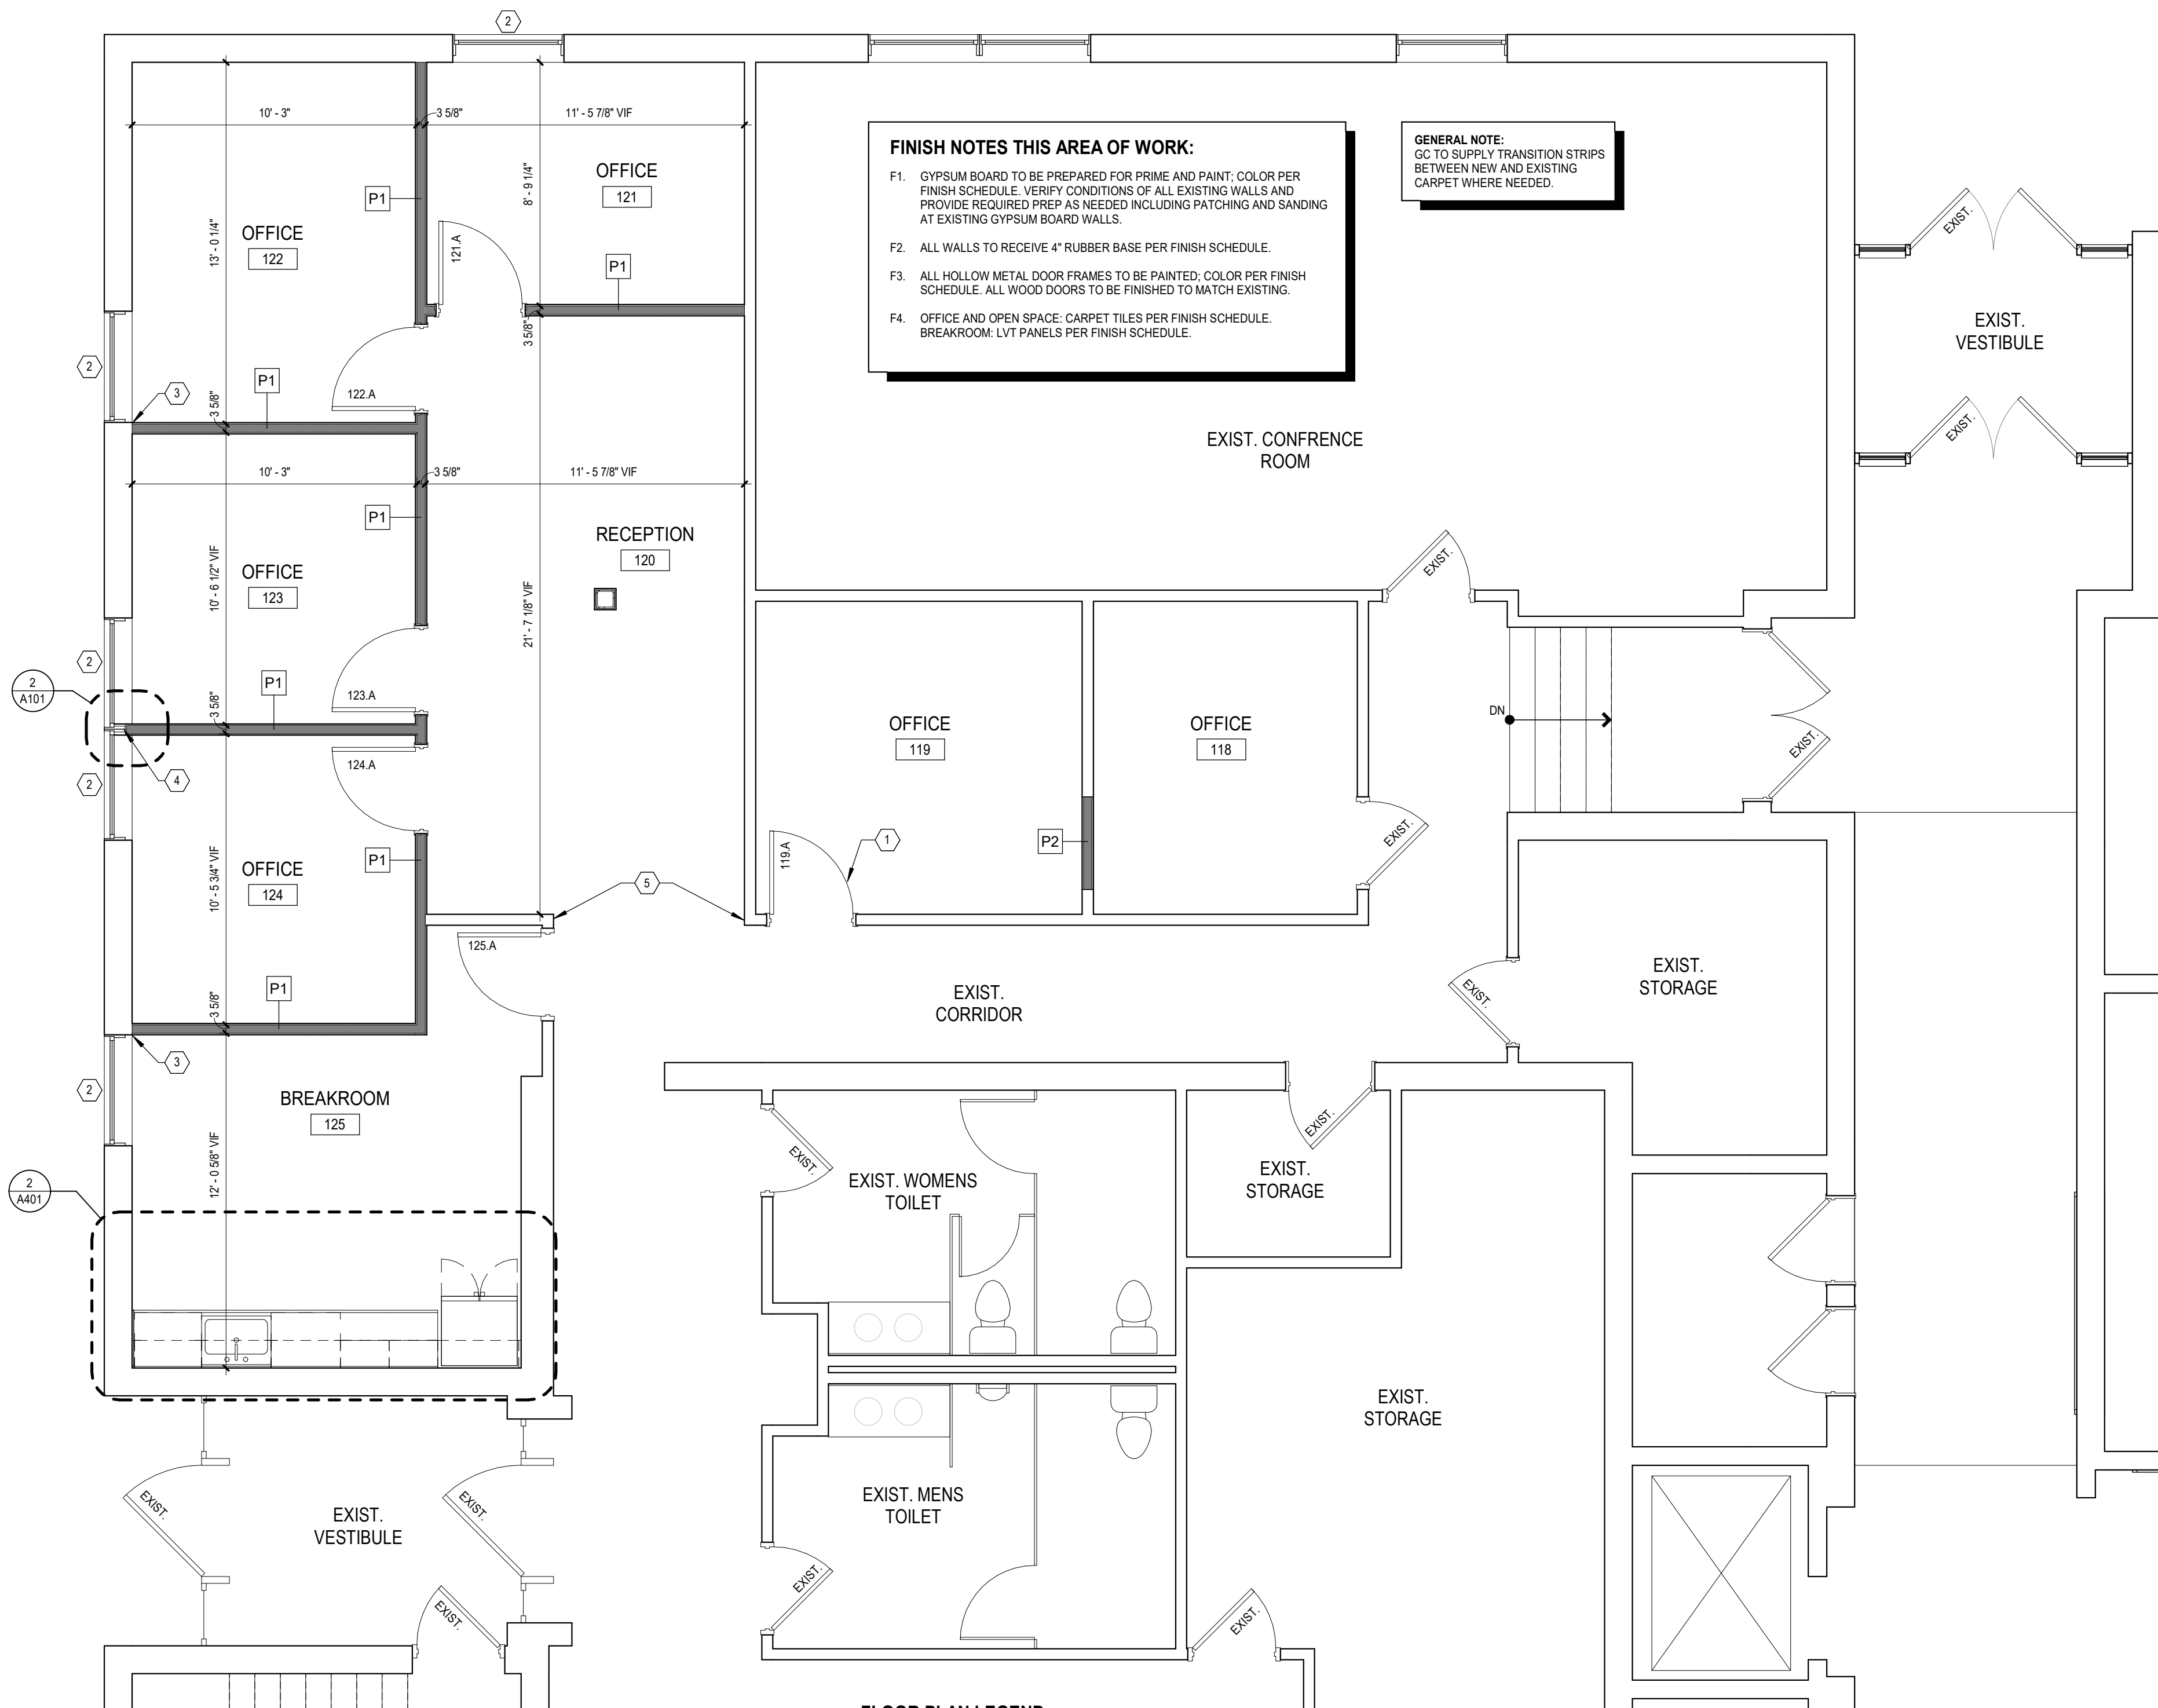 2
10' - 3"
3 5/8"
11' - 5 7/8" VIF
FINISH NOTES THIS AREA OF WORK:
F1. GYPSUM BOARD TO BE PREPARED FOR PRIME AND PAINT; COLOR PER
FINISH SCHEDULE. VERIFY CONDITIONS OF ALL EXISTING WALLS AND
PROVIDE REQUIRED PREP AS NEEDED INCLUDING PATCHING AND SANDING
AT EXISTING GYPSUM BOARD WALLS.
F2. ALL WALLS TO RECEIVE 4" RUBBER BASE PER FINISH SCHEDULE.
F3. ALL HOLLOW METAL DOOR FRAMES TO BE PAINTED; COLOR PER FINISH
SCHEDULE. ALL WOOD DOORS TO BE FINISHED TO MATCH EXISTING.
F4. OFFICE AND OPEN SPACE: CARPET TILES PER FINISH SCHEDULE.
BREAKROOM: LVT PANELS PER FINISH SCHEDULE.
GENERAL NOTE:
GC TO SUPPLY TRANSITION STRIPS
BETWEEN NEW AND EXISTING
CARPET WHERE NEEDED.
OFFICE
121
8' - 9 1/4"
P1
OFFICE
122
13' - 0 1/4"
121.A
P1
3 5/8"
EXIST.
EXIST.
VESTIBULE
2
3
P1
122.A
3 5/8"
EXIST.
EXIST. CONFRENCE
ROOM
10' - 3"
3 5/8"
11' - 5 7/8" VIF
P1
RECEPTION
120
OFFICE
123
10' - 6 1/2" VIF
21' - 7 1/8" VIF
EXIST.
2
2
A101
P1
123.A
3 5/8"
OFFICE
119
OFFICE
118
DN
EXIST.
2
4
124.A
P1
OFFICE
124
10' - 5 3/4" VIF
5
119.A
1
P2
EXIST.
125.A
P1
3 5/8"
EXIST.
CORRIDOR
EXIST.
EXIST.
STORAGE
3
2
BREAKROOM
125
12' - 0 5/8" VIF
2
A401
EXIST.
EXIST. WOMENS
TOILET
EXIST.
EXIST.
STORAGE
EXIST.
STORAGE
EXIST. MENS
TOILET
EXIST.
EXIST.
EXIST.
EXIST.
VESTIBULE
EXIST.
EXIST.
FLOOR PLAN LEGEND